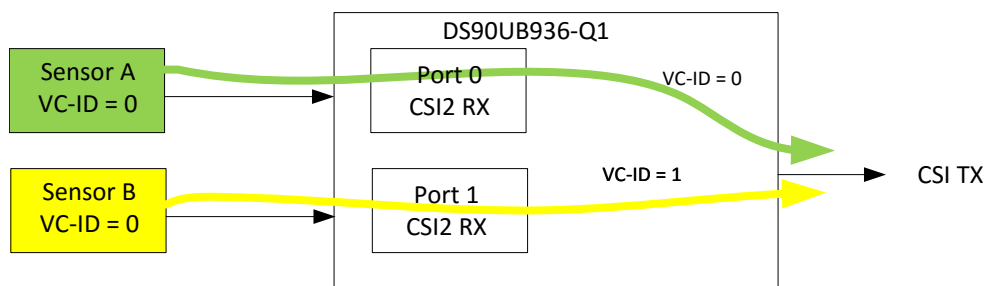 DS90UB936-Q1
Sensor A
VC-ID = 0
Port 0
CSI2 RX
VC-ID = 0
Sensor B
VC-ID = 0
Port 1
CSI2 RX
VC-ID = 1
CSI TX